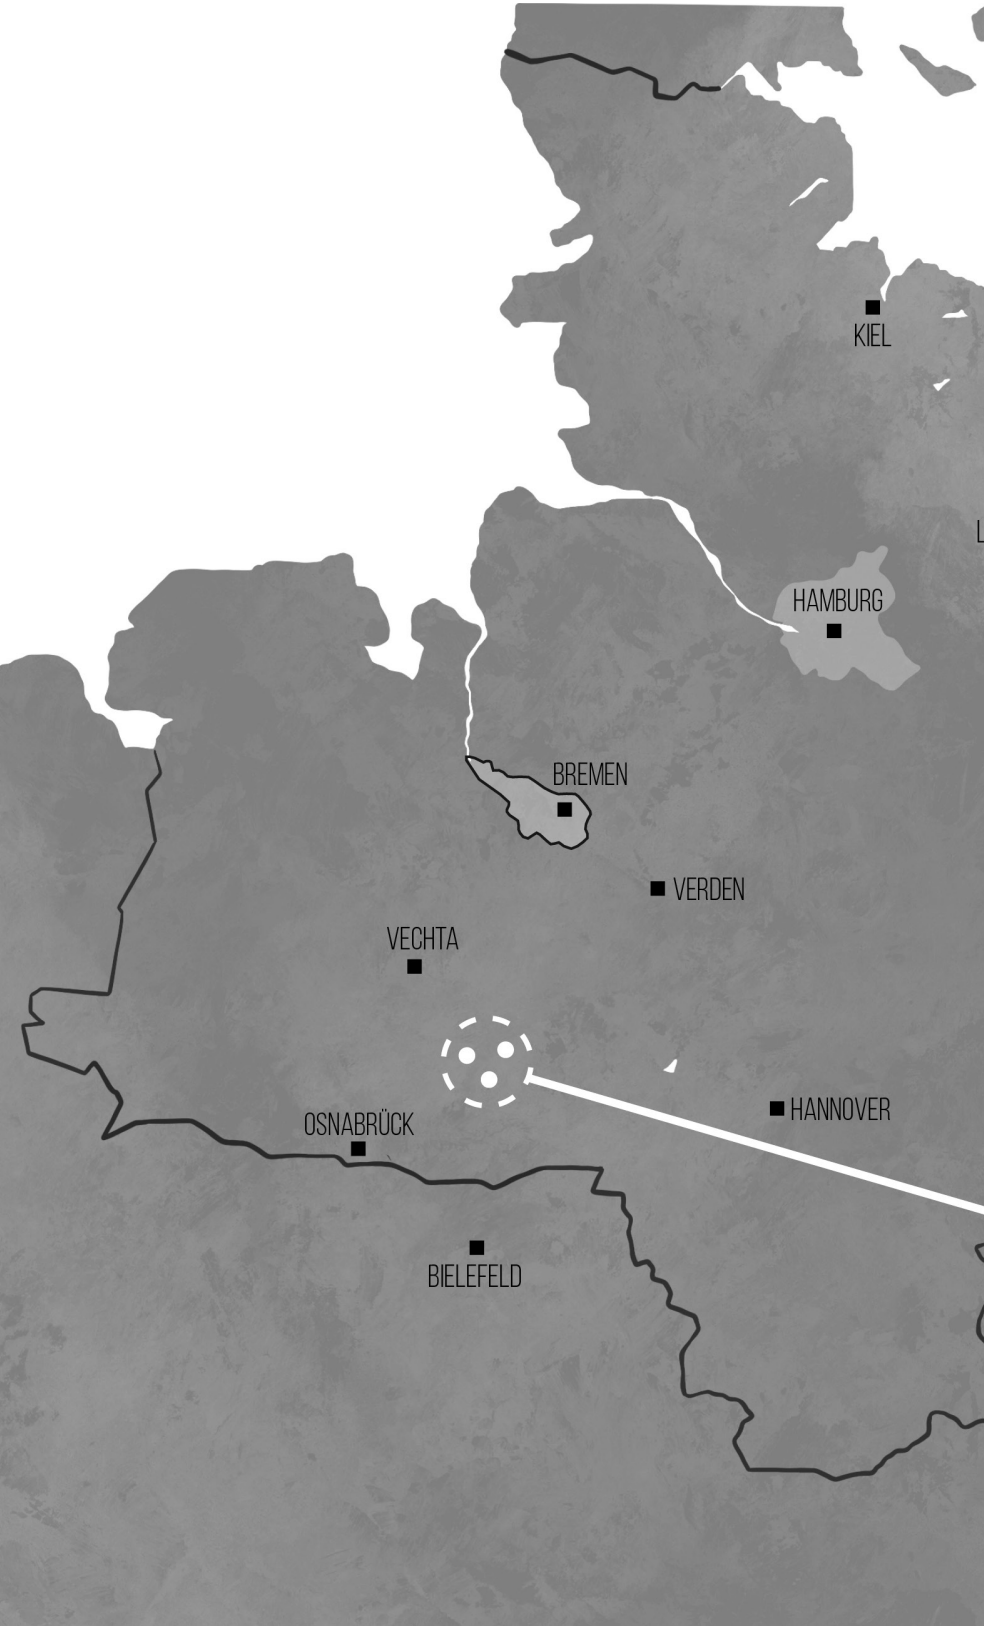 KIEL
L
HAMBURG
BREMEN
VERDEN
VECHTA
HANNOVER
OSNABRÜCK
BIELEFELD